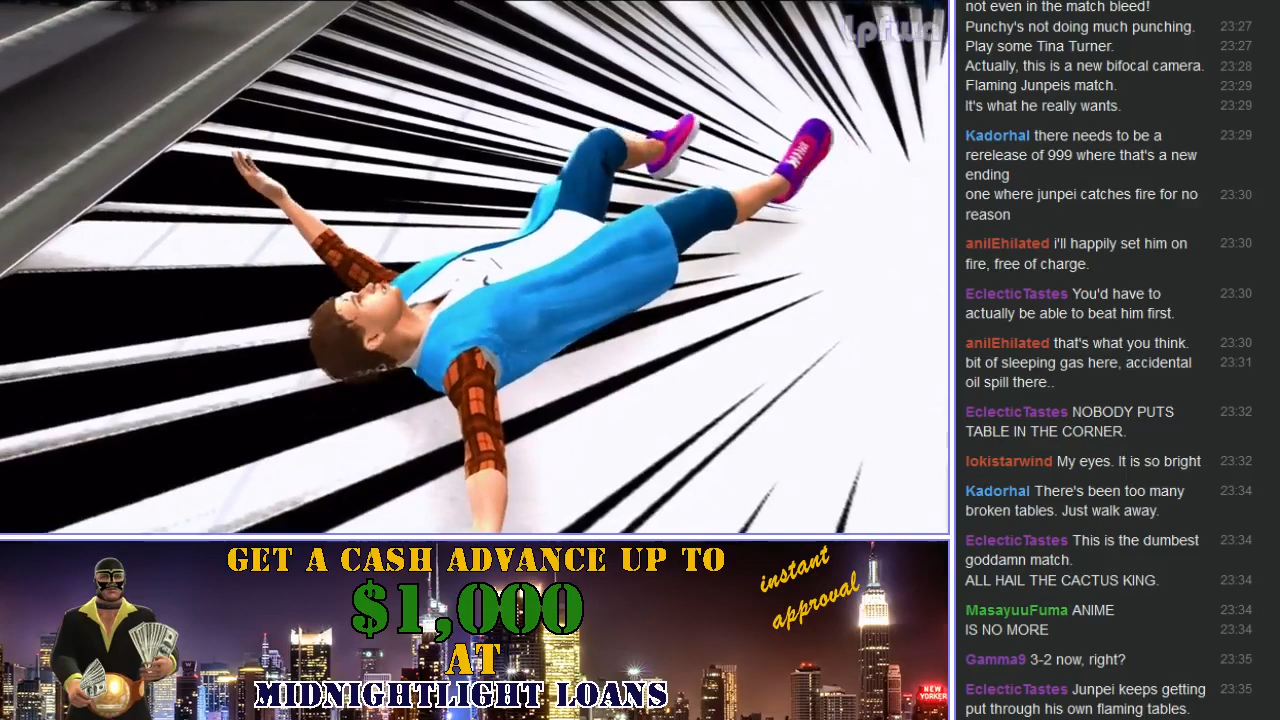 lpfwa
not even in the match bleed!
Punchy's not doing much punching. 23:27
Play some Tina Turner. 23:27
Actually, this is a new bifocal camera. 23:28
Flaming Junpeis match. 23:29
It's what he really wants. 23:29
Kadorhal there needs to be a 23:29
rerelease of 999 where that's a new
ending
one where junpei catches fire for no 23:30
reason
anilEhilated i'll happily set him on 23:30
fire, free of charge.
EclecticTastes You'd have to 23:30
actually be able to beat him first.
anilEhilated that's what you think. 23:30
bit of sleeping gas here, accidental 23:31
oil spill there..
EclecticTastes NOBODY PUTS 23:32
TABLE IN THE CORNER.
lokistarwind My eyes. It is so bright 23:32
Kadorhal There's been too many 23:34
broken tables. Just walk away.
EclecticTastes This is the dumbest 23:34
goddamn match.
ALL HAIL THE CACTUS KING. 23:34
MasayuuFuma ANIME 23:34
IS NO MORE 23:34
Gamma9 3-2 now, right? 23:35
EclecticTastes Junpei keeps getting 23:35
put through his own flaming tables.
GET A CASH ADVANCE UP TO
$1,000
AT
MIDNIGHTLIGHT LOANS
instant
approval
NEW
YORKER